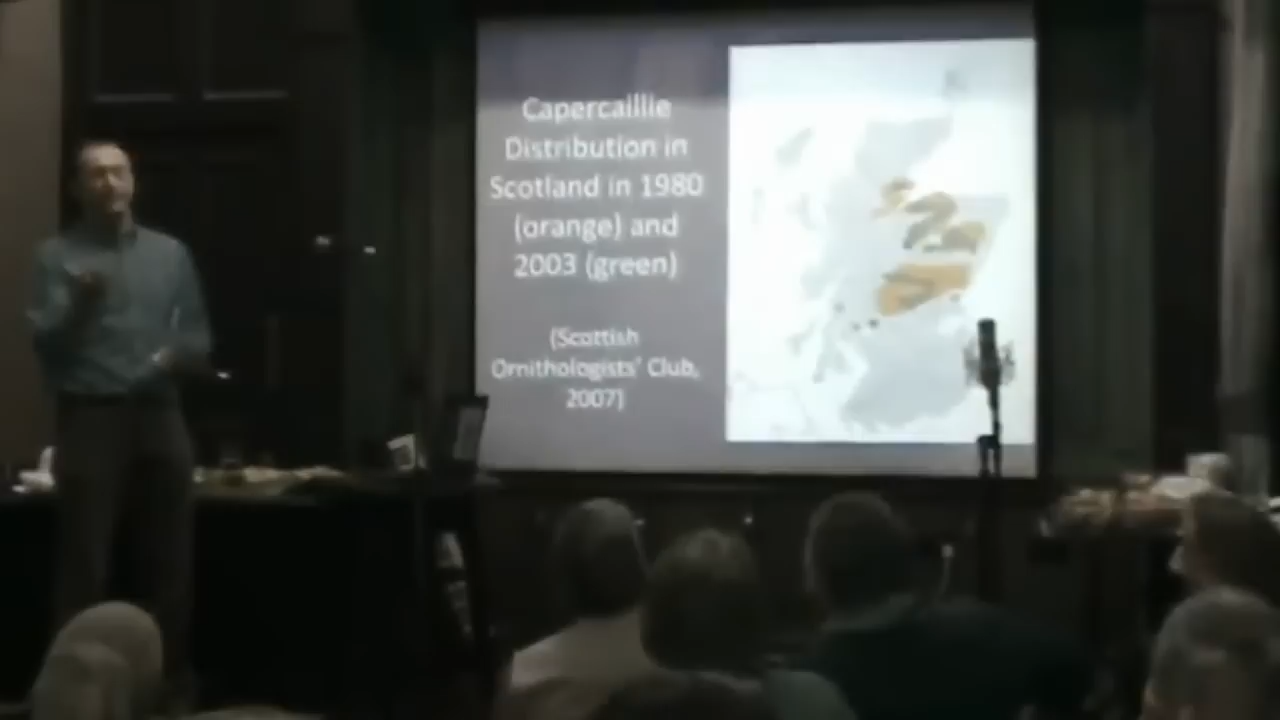 Capercaillie
Distribution in
Scotland in 1980
(orange) and
2003 (green)
(Scottish
Ornithologists' Club,
2007)